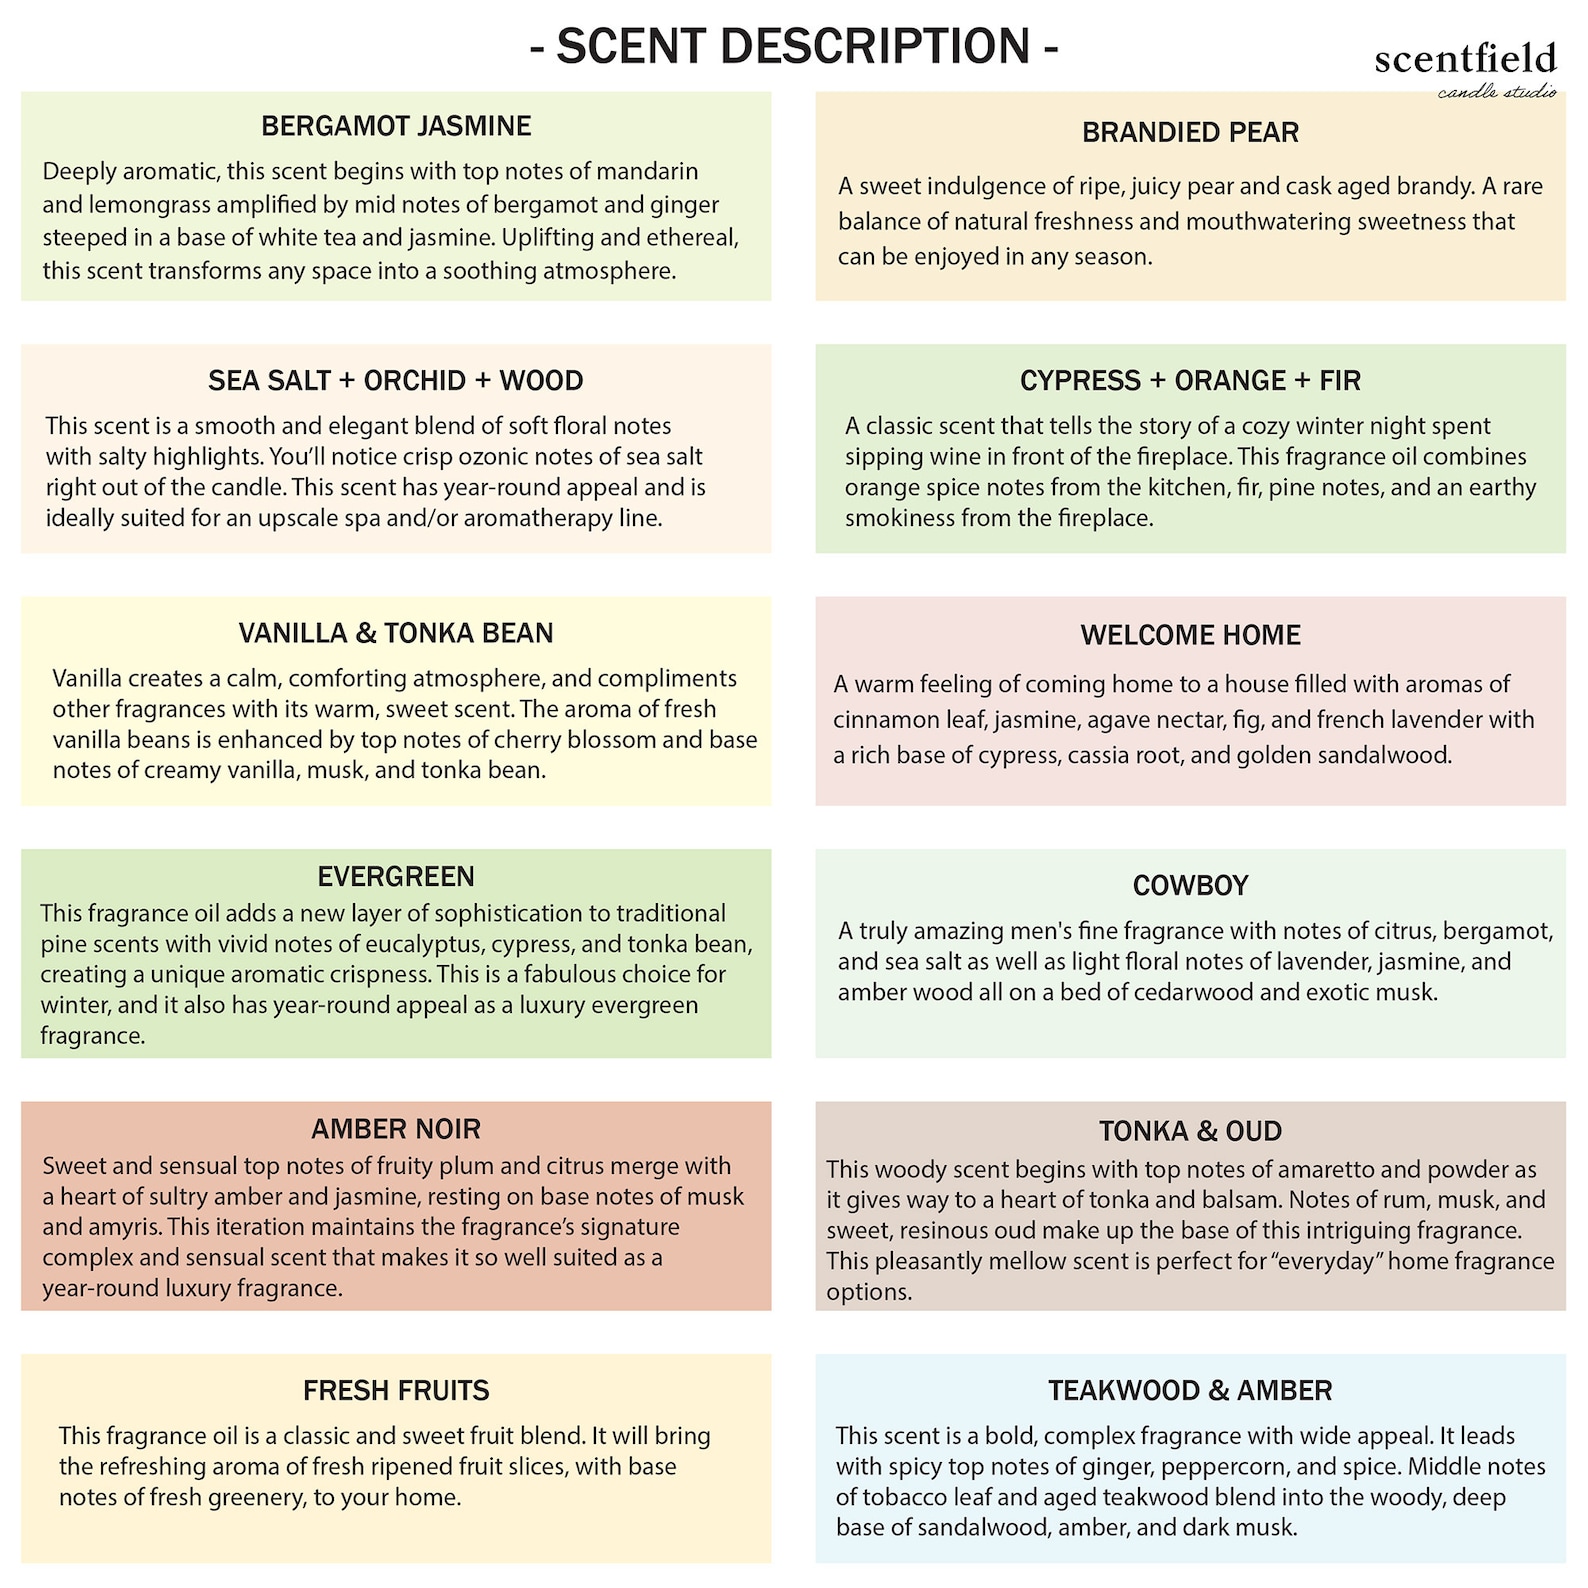 - SCENT DESCRIPTION -
scentfield
candle studio
BERGAMOT JASMINE
Deeply aromatic, this scent begins with top notes of mandarin
and lemongrass amplified by mid notes of bergamot and ginger
steeped in a base of white tea and jasmine. Uplifting and ethereal,
this scent transforms any space into a soothing atmosphere.
BRANDIED PEAR
A sweet indulgence of ripe, juicy pear and cask aged brandy. A rare
balance of natural freshness and mouthwatering sweetness that
can be enjoyed in any season.
SEA SALT + ORCHID + WOOD
This scent is a smooth and elegant blend of soft floral notes
with salty highlights. You’ll notice crisp ozonic notes of sea salt
right out of the candle. This scent has year-round appeal and is
ideally suited for an upscale spa and/or aromatherapy line.
CYPRESS + ORANGE + FIR
A classic scent that tells the story of a cozy winter night spent
sipping wine in front of the fireplace. This fragrance oil combines
orange spice notes from the kitchen, fir, pine notes, and an earthy
smokiness from the fireplace.
VANILLA & TONKA BEAN
Vanilla creates a calm, comforting atmosphere, and compliments
other fragrances with its warm, sweet scent. The aroma of fresh
vanilla beans is enhanced by top notes of cherry blossom and base
notes of creamy vanilla, musk, and tonka bean.
WELCOME HOME
A warm feeling of coming home to a house filled with aromas of
cinnamon leaf, jasmine, agave nectar, fig, and french lavender with
a rich base of cypress, cassia root, and golden sandalwood.
EVERGREEN
This fragrance oil adds a new layer of sophistication to traditional
pine scents with vivid notes of eucalyptus, cypress, and tonka bean,
creating a unique aromatic crispness. This is a fabulous choice for
winter, and it also has year-round appeal as a luxury evergreen
fragrance.
COWBOY
A truly amazing men's fine fragrance with notes of citrus, bergamot,
and sea salt as well as light floral notes of lavender, jasmine, and
amber wood all on a bed of cedarwood and exotic musk.
AMBER NOIR
Sweet and sensual top notes of fruity plum and citrus merge with
a heart of sultry amber and jasmine, resting on base notes of musk
and amyris. This iteration maintains the fragrance’s signature
complex and sensual scent that makes it so well suited as a
year-round luxury fragrance.
TONKA & OUD
This woody scent begins with top notes of amaretto and powder as
it gives way to a heart of tonka and balsam. Notes of rum, musk, and
sweet, resinous oud make up the base of this intriguing fragrance.
This pleasantly mellow scent is perfect for “everyday” home fragrance
options.
FRESH FRUITS
This fragrance oil is a classic and sweet fruit blend. It will bring
the refreshing aroma of fresh ripened fruit slices, with base
notes of fresh greenery, to your home.
TEAKWOOD & AMBER
This scent is a bold, complex fragrance with wide appeal. It leads
with spicy top notes of ginger, peppercorn, and spice. Middle notes
of tobacco leaf and aged teakwood blend into the woody, deep
base of sandalwood, amber, and dark musk.